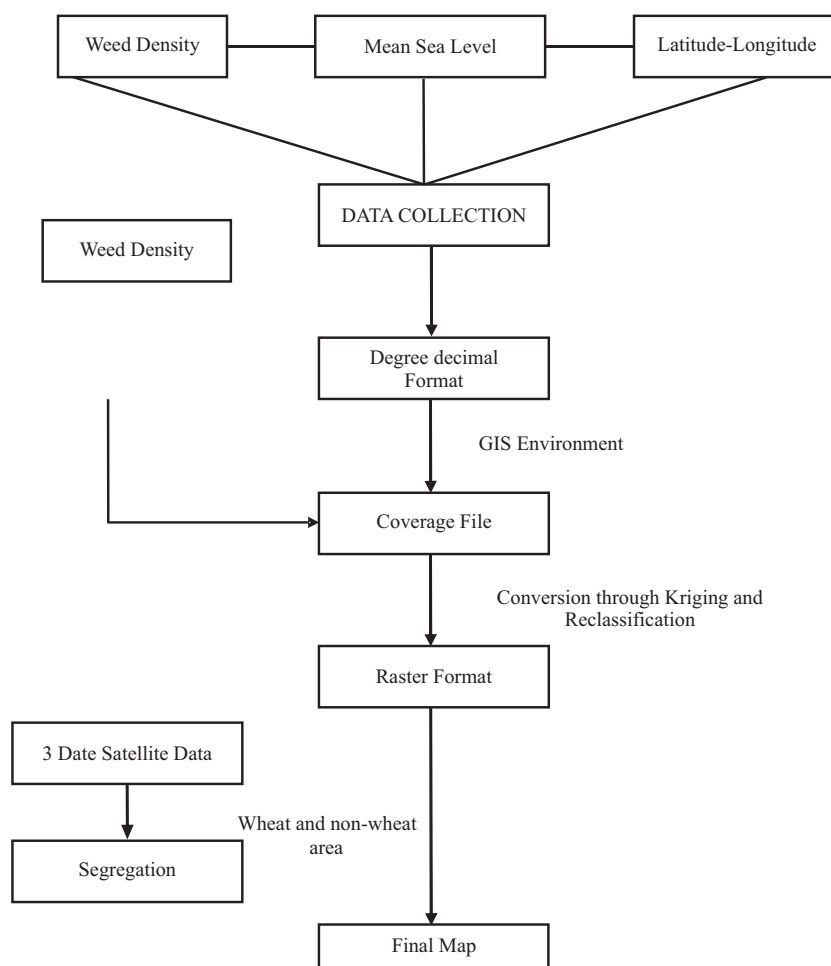 Weed Density
Mean Sea Level
Latitude-Longitude
DATA COLLECTION
Weed Density
Degree decimal
Format
GIS Environment
Coverage File
Conversion through Kriging and
Reclassification
Raster Format
3 Date Satellite Data
Wheat and non-wheat
area
Segregation
Final Map